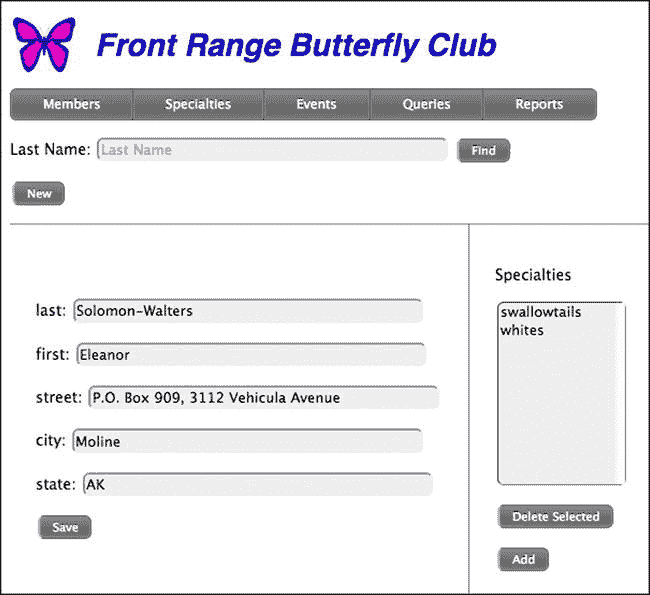 Front Range Butterfly Club
Members Specialties Events Queries Reports
Last Name: Last Name Find
New
Specialties
swallowtails
whites
last: Solomon-Walters
first: Eleanor
street: P.O. Box 909, 3112 Vehicula Avenue
city: Moline
state: AK
Save
Delete Selected
Add